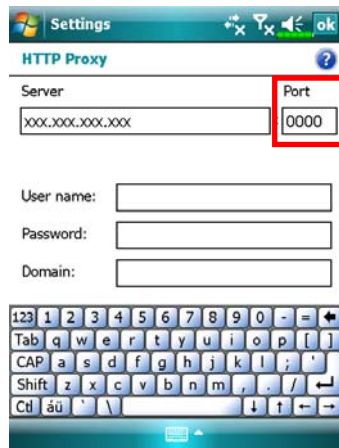 Settings
ok
HTTP Proxy
?
Server
Port
xxx.xxx.xxx.xxx
:
0000
User name:
Password:
Domain:
123 1 2 3 4 5 6 7 8 9 0 - =
Tab q w e r t y u i o p [ ]
CAP a s d f g h j k l ; '
Shift z x c v b n m , . /
Ctl áü ` \